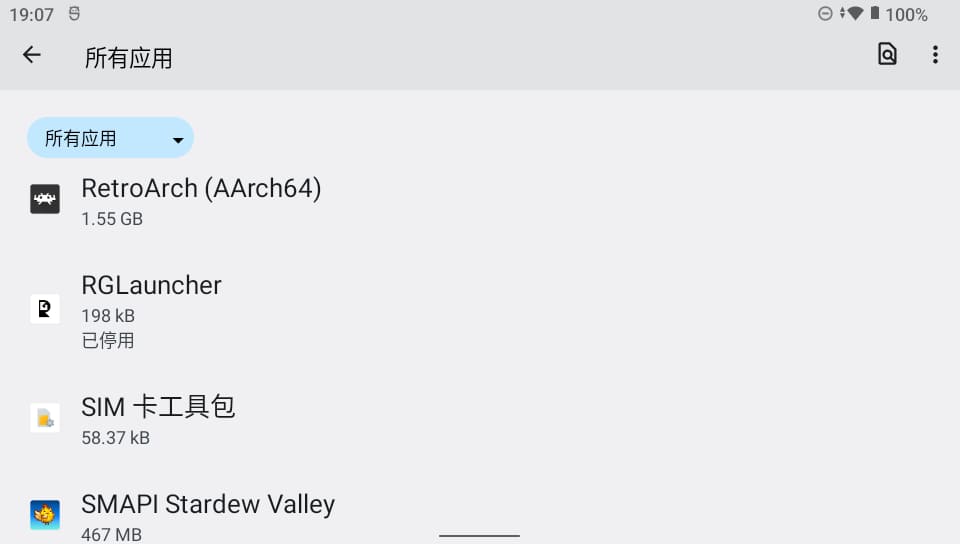 19:07
100%
所有应用
所有应用
RetroArch (AArch64)
1.55 GB
RGLauncher
198 kB
已停用
SIM 卡工具包
58.37 kB
SMAPI Stardew Valley
467 MB